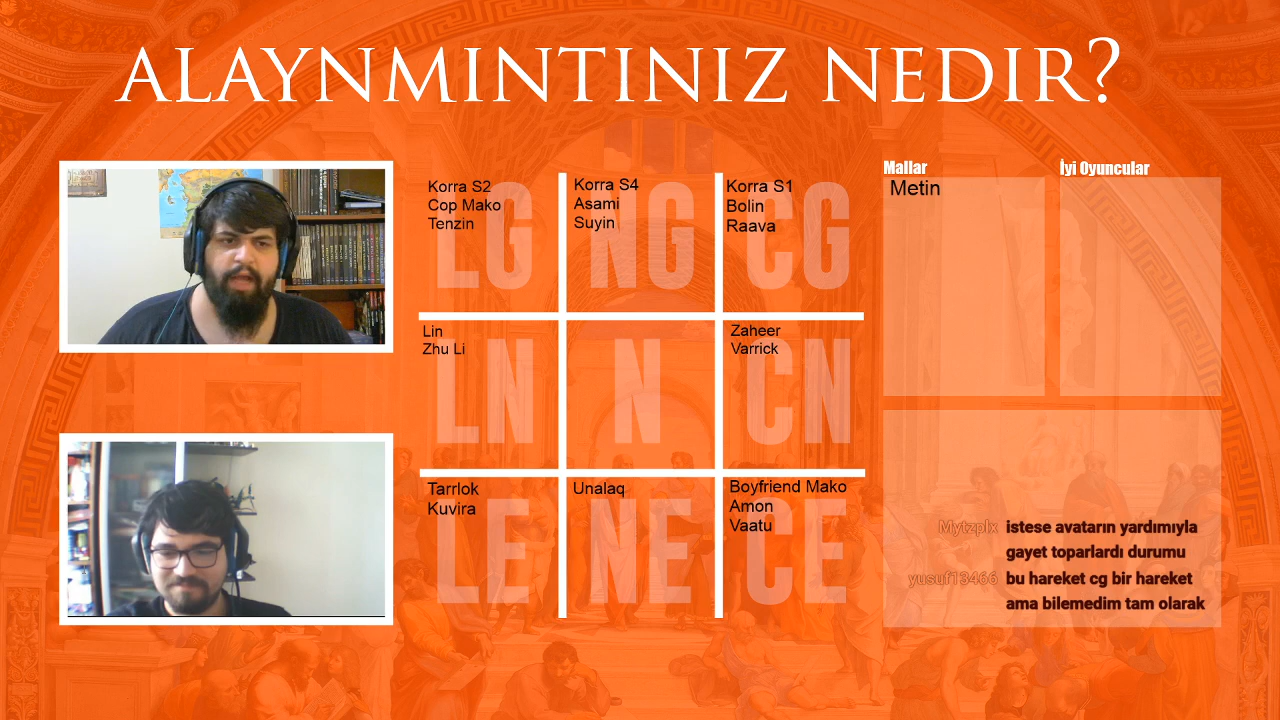 ALAYNMINTINIZ NEDIR?
Korra S2
Cop Mako
Tenzin
LG
Korra S4
Asami
Suyin
NG
Korra S1
Bolin
Raava
CG
Lin
Zhu Li
LN
N
Zaheer
Varrick
CN
Tarrlok
Kuvira
LE
Unalaq
NE
Boyfriend Mako
Amon
Vaatu
CE
Mallar
Metin
İyi Oyuncular
Mytzplx istese avatarın yardımıyla
gayet toparlardı durumu
yusuf13466 bu hareket cg bir hareket
ama bilemedim tam olarak